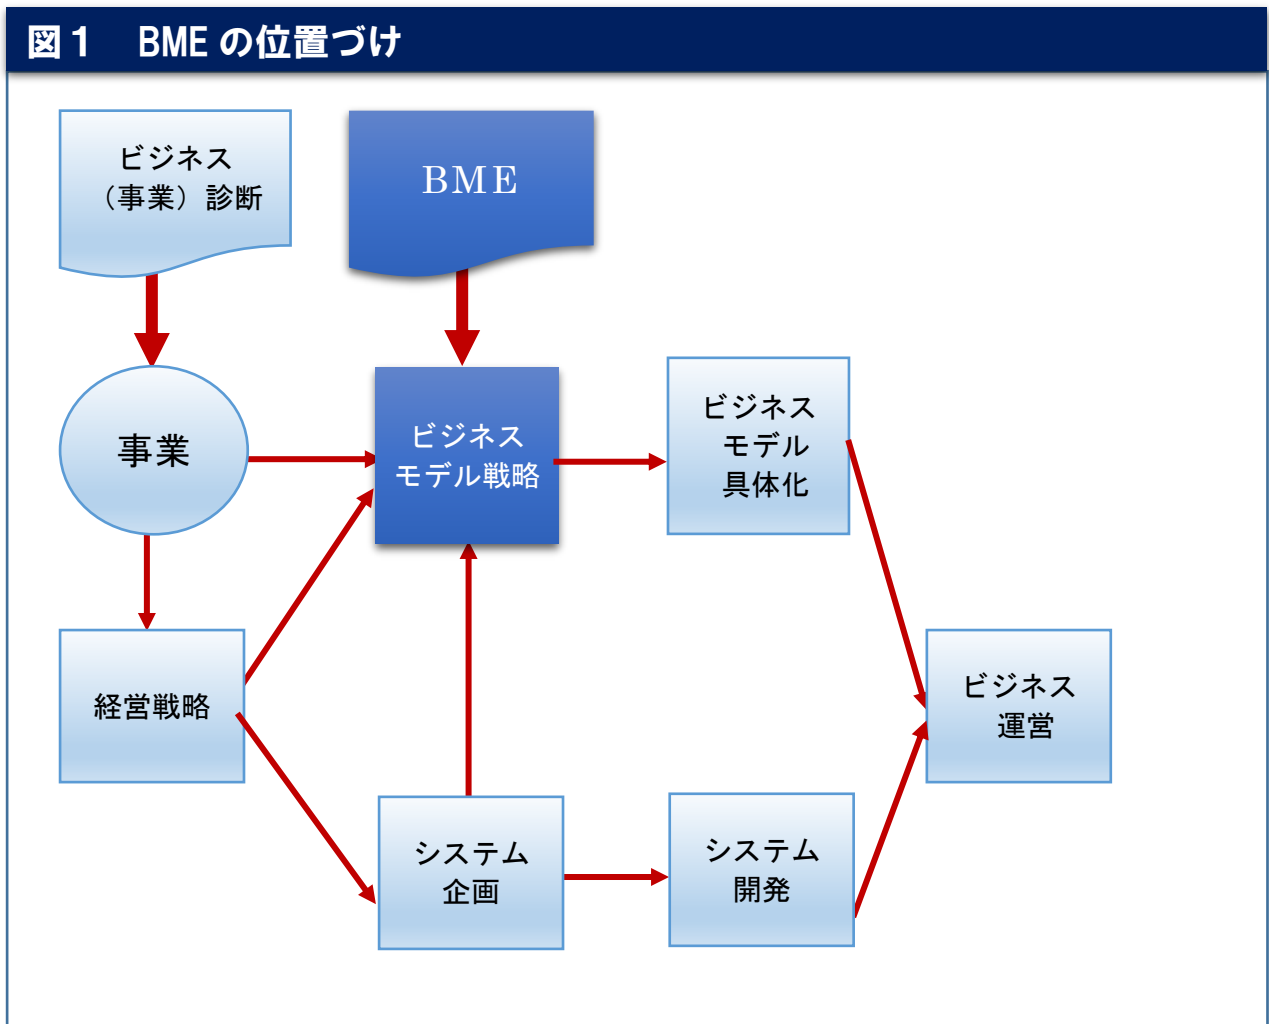 図１　BME の位置づけ
ビジネス
（事業）診断
BME
事業
ビジネス
モデル戦略
ビジネス
モデル
具体化
経営戦略
ビジネス
運営
システム
企画
システム
開発